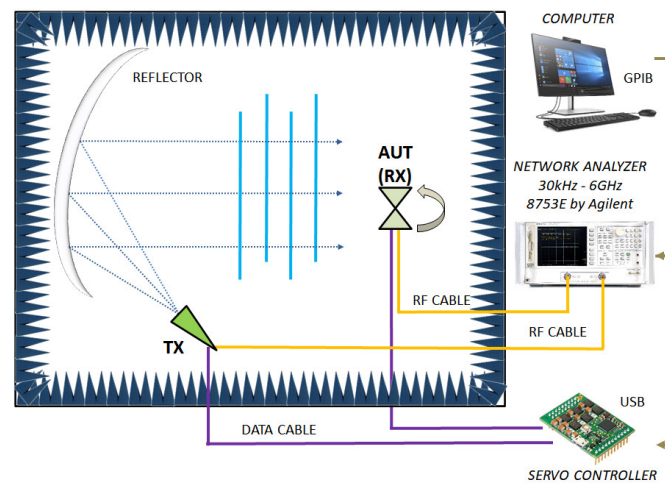 COMPUTER
REFLECTOR
GPIB
AUT
(RX)
NETWORK ANALYZER
30kHz - 6GHz
8753E by Agilent
RF CABLE
RF CABLE
TX
USB
DATA CABLE
SERVO CONTROLLER